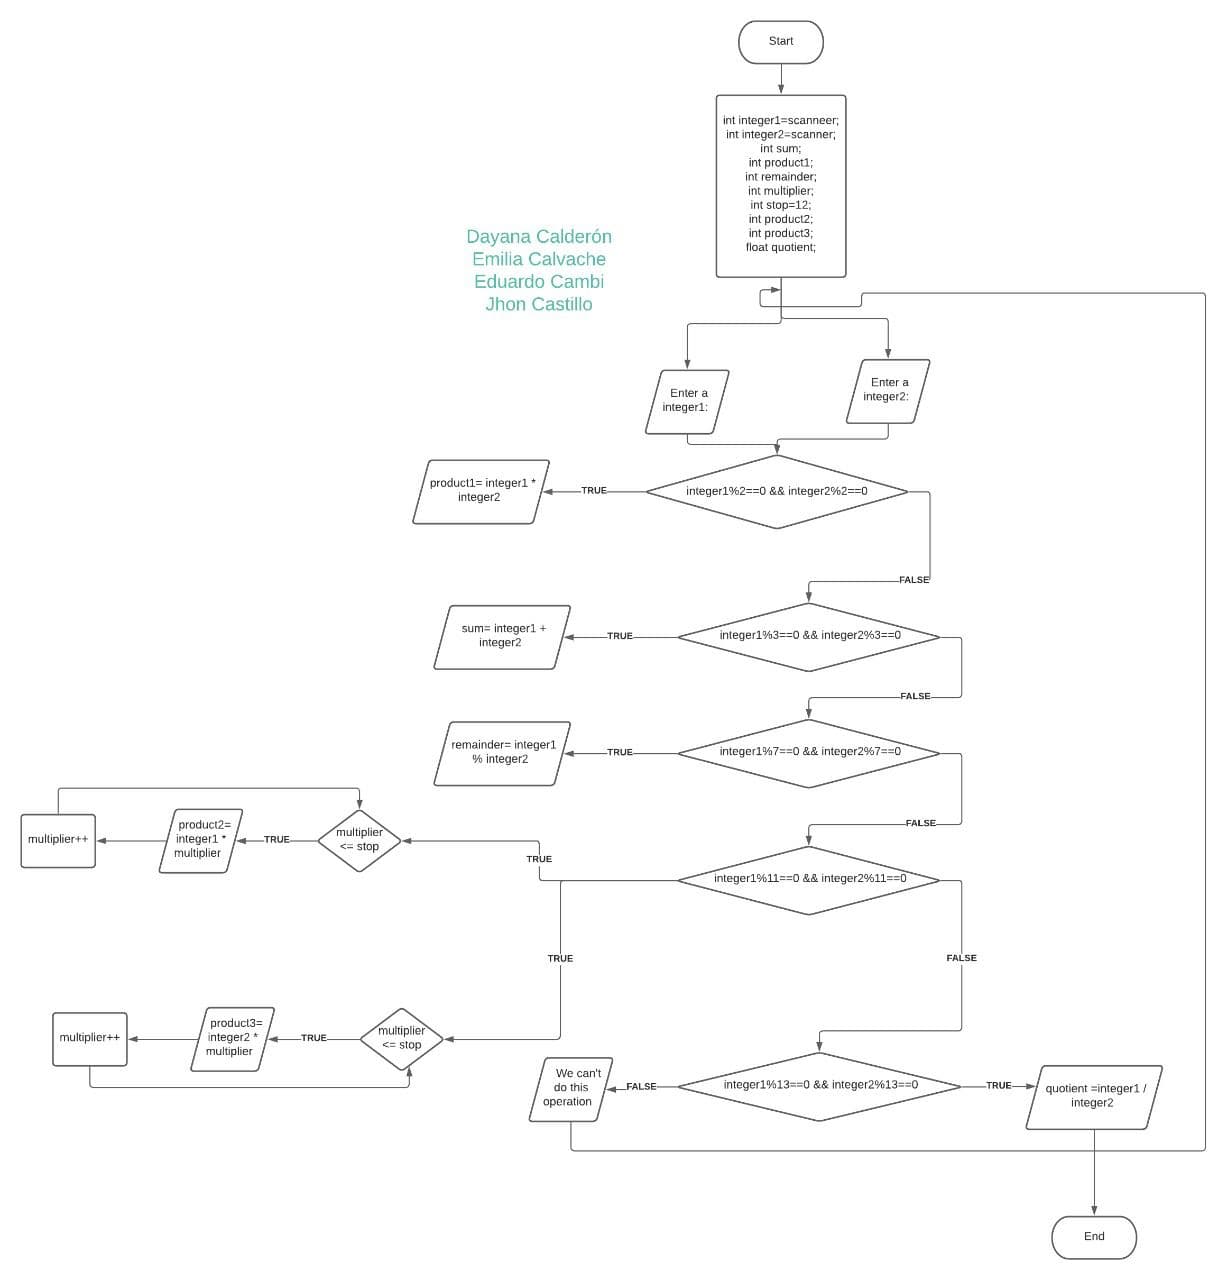 Start
int integer1=scanneer;
int integer2=scanner;
int sum;
int product1;
int remainder;
int multiplier;
int stop=12;
int product2;
int product3;
float quotient;
Dayana Calderón
Emilia Calvache
Eduardo Cambi
Jhon Castillo
Enter a
integer1:
Enter a
integer2:
product1= integer1 *
integer2
TRUE
integer1%2==0 && integer2%2==0
FALSE
sum= integer1 +
integer2
TRUE
integer1%3==0 && integer2%3==0
FALSE
remainder= integer1
% integer2
TRUE
integer1%7==0 && integer2%7==0
FALSE
multiplier++
product2=
integer1 *
multiplier
TRUE
multiplier
<= stop
TRUE
integer1%11==0 && integer2%11==0
TRUE
FALSE
multiplier++
product3=
integer2 *
multiplier
TRUE
multiplier
<= stop
We can't
do this
operation
FALSE
integer1%13==0 && integer2%13==0
TRUE
quotient =integer1 /
integer2
End